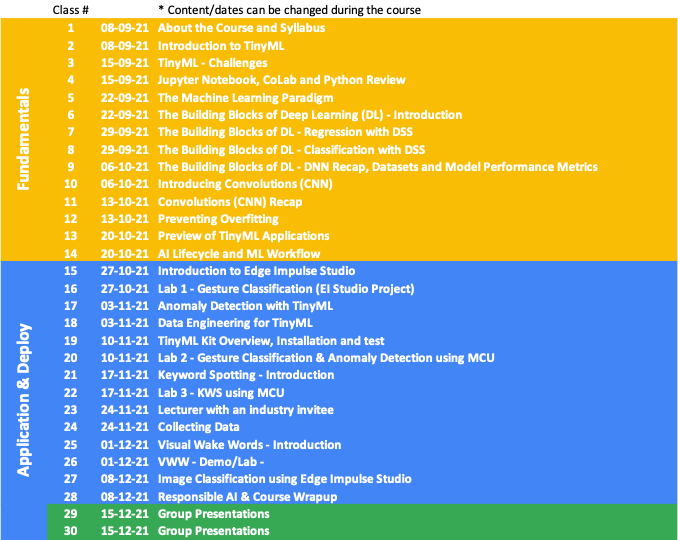 Class # * Content/dates can be changed during the course
Fundamentals
1 08-09-21 About the Course and Syllabus
2 08-09-21 Introduction to TinyML
3 15-09-21 TinyML - Challenges
4 15-09-21 Jupyter Notebook, CoLab and Python Review
5 22-09-21 The Machine Learning Paradigm
6 22-09-21 The Building Blocks of Deep Learning (DL) - Introduction
7 29-09-21 The Building Blocks of DL - Regression with DSS
8 29-09-21 The Building Blocks of DL - Classification with DSS
9 06-10-21 The Building Blocks of DL - DNN Recap, Datasets and Model Performance Metrics
10 06-10-21 Introducing Convolutions (CNN)
11 13-10-21 Convolutions (CNN) Recap
12 13-10-21 Preventing Overfitting
13 20-10-21 Preview of TinyML Applications
14 20-10-21 AI Lifecycle and ML Workflow
Application & Deploy
15 27-10-21 Introduction to Edge Impulse Studio
16 27-10-21 Lab 1 - Gesture Classification (EI Studio Project)
17 03-11-21 Anomaly Detection with TinyML
18 03-11-21 Data Engineering for TinyML
19 10-11-21 TinyML Kit Overview, Installation and test
20 10-11-21 Lab 2 - Gesture Classification & Anomaly Detection using MCU
21 17-11-21 Keyword Spotting - Introduction
22 17-11-21 Lab 3 - KWS using MCU
23 24-11-21 Lecturer with an industry invitee
24 24-11-21 Collecting Data
25 01-12-21 Visual Wake Words - Introduction
26 01-12-21 VWW - Demo/Lab -
27 08-12-21 Image Classification using Edge Impulse Studio
28 08-12-21 Responsible AI & Course Wrapup
29 15-12-21 Group Presentations
30 15-12-21 Group Presentations